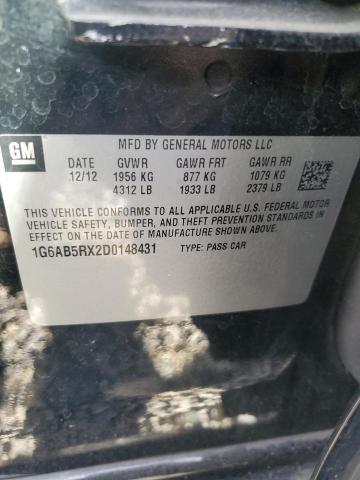 GM
MFD BY GENERAL MOTORS LLC
DATE GVWR GAWR FRT GAWR RR
12/12 1956 KG 877 KG 1079 KG
4312 LB 1933 LB 2379 LB
THIS VEHICLE CONFORMS TO ALL APPLICABLE U.S. FEDERAL MOTOR
VEHICLE SAFETY, BUMPER, AND THEFT PREVENTION STANDARDS IN
EFFECT ON THE DATE OF MANUFACTURE SHOWN ABOVE.
1G6AB5RX2D0148431 TYPE: PASS CAR